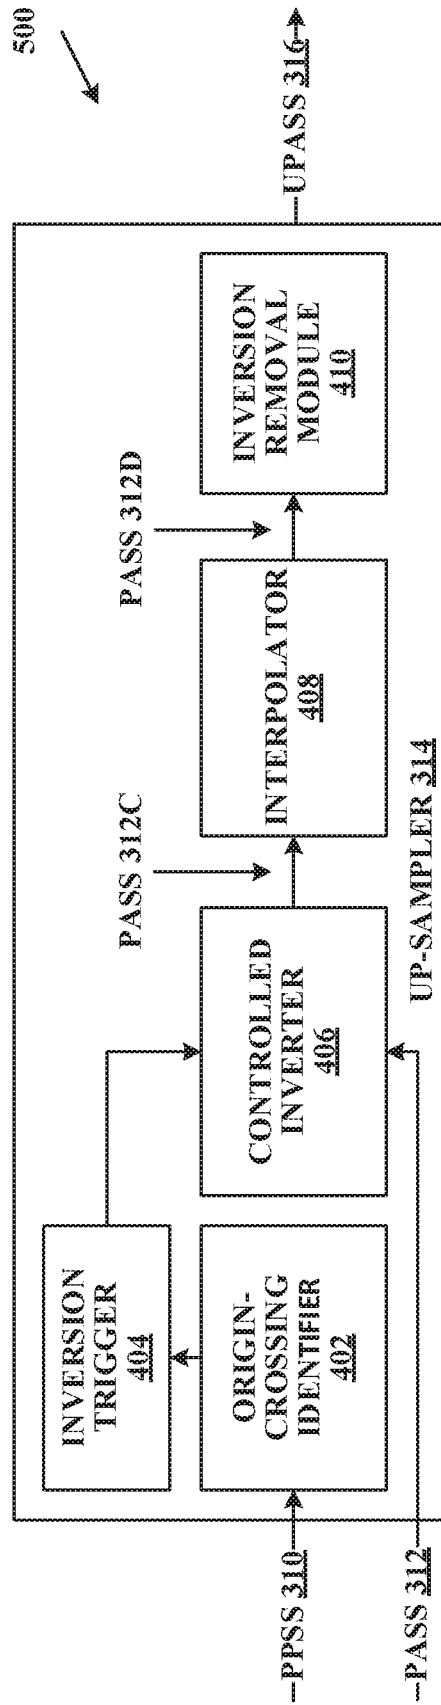 500
PPSS 310
PASS 312
INVERSION
TRIGGER
404
ORIGIN-
CROSSING
IDENTIFIER
402
CONTROLLED
INVERTER
406
PASS 312C
INTERPOLATOR
408
PASS 312D
INVERSION
REMOVAL
MODULE
410
UP-SAMPLER 314
UPASS 316